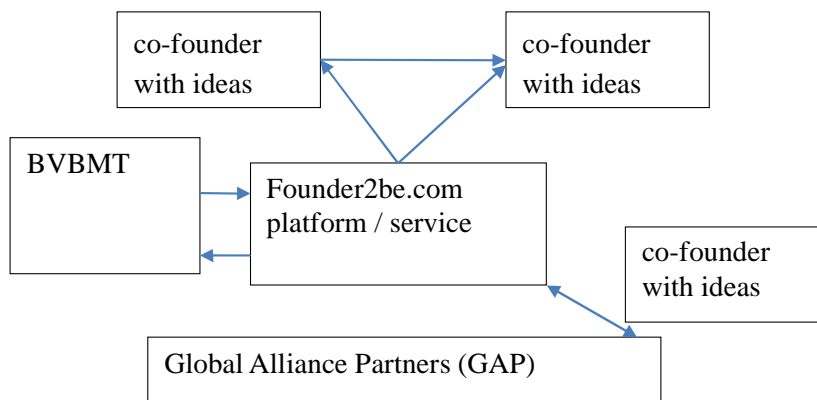 co-founder
with ideas
co-founder
with ideas
BVBMT
Founder2be.com
platform / service
co-founder
with ideas
Global Alliance Partners (GAP)